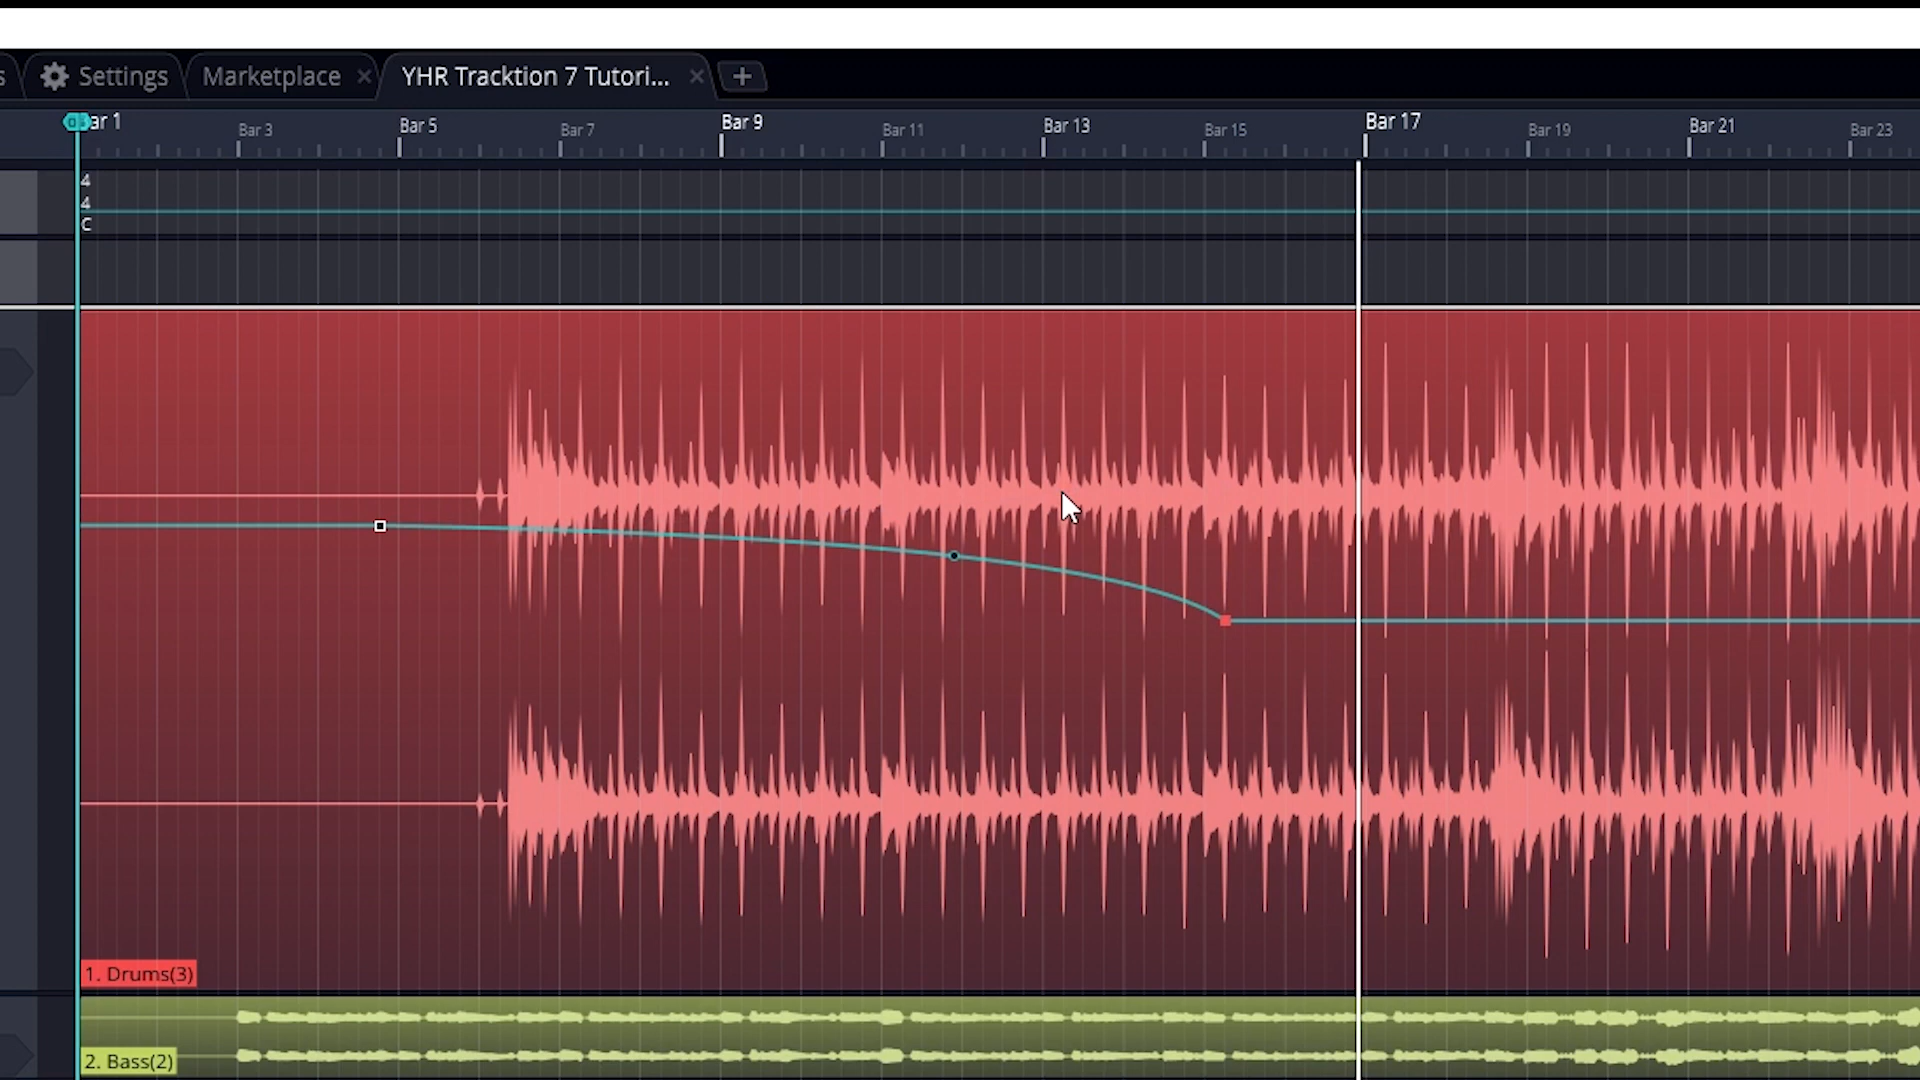 s
Settings
Marketplace
YHR Tracktion 7 Tutori...
ar 1
Bar 3
Bar 5
Bar 7
Bar 9
Bar 11
Bar 13
Bar 15
Bar 17
Bar 19
Bar 21
Bar 23
4
4
C
1. Drums(3)
2. Bass(2)